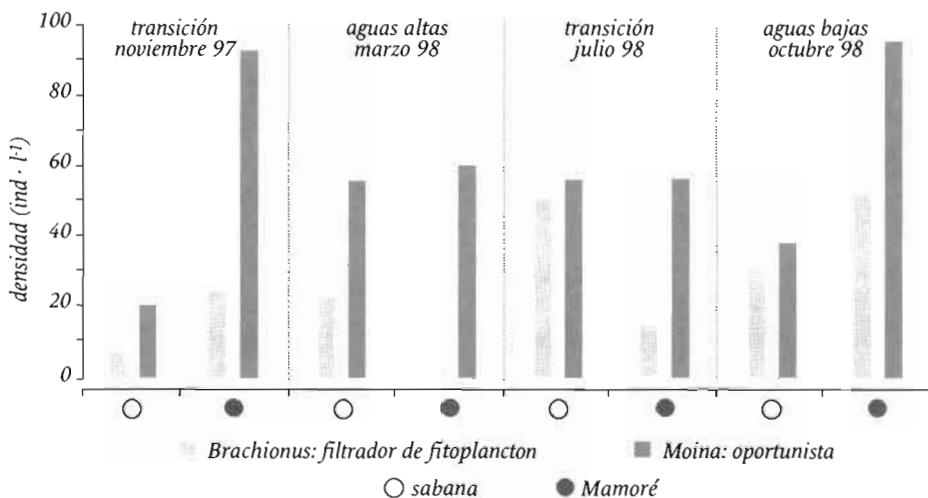 transición
noviembre 97
aguas altas
marzo 98
transición
julio 98
aguas bajas
octubre 98
densidad (ind · l-1)
100
80
60
40
20
0
Brachionus: filtrador de fitoplancton
Moina: oportunista
sabana
Mamoré